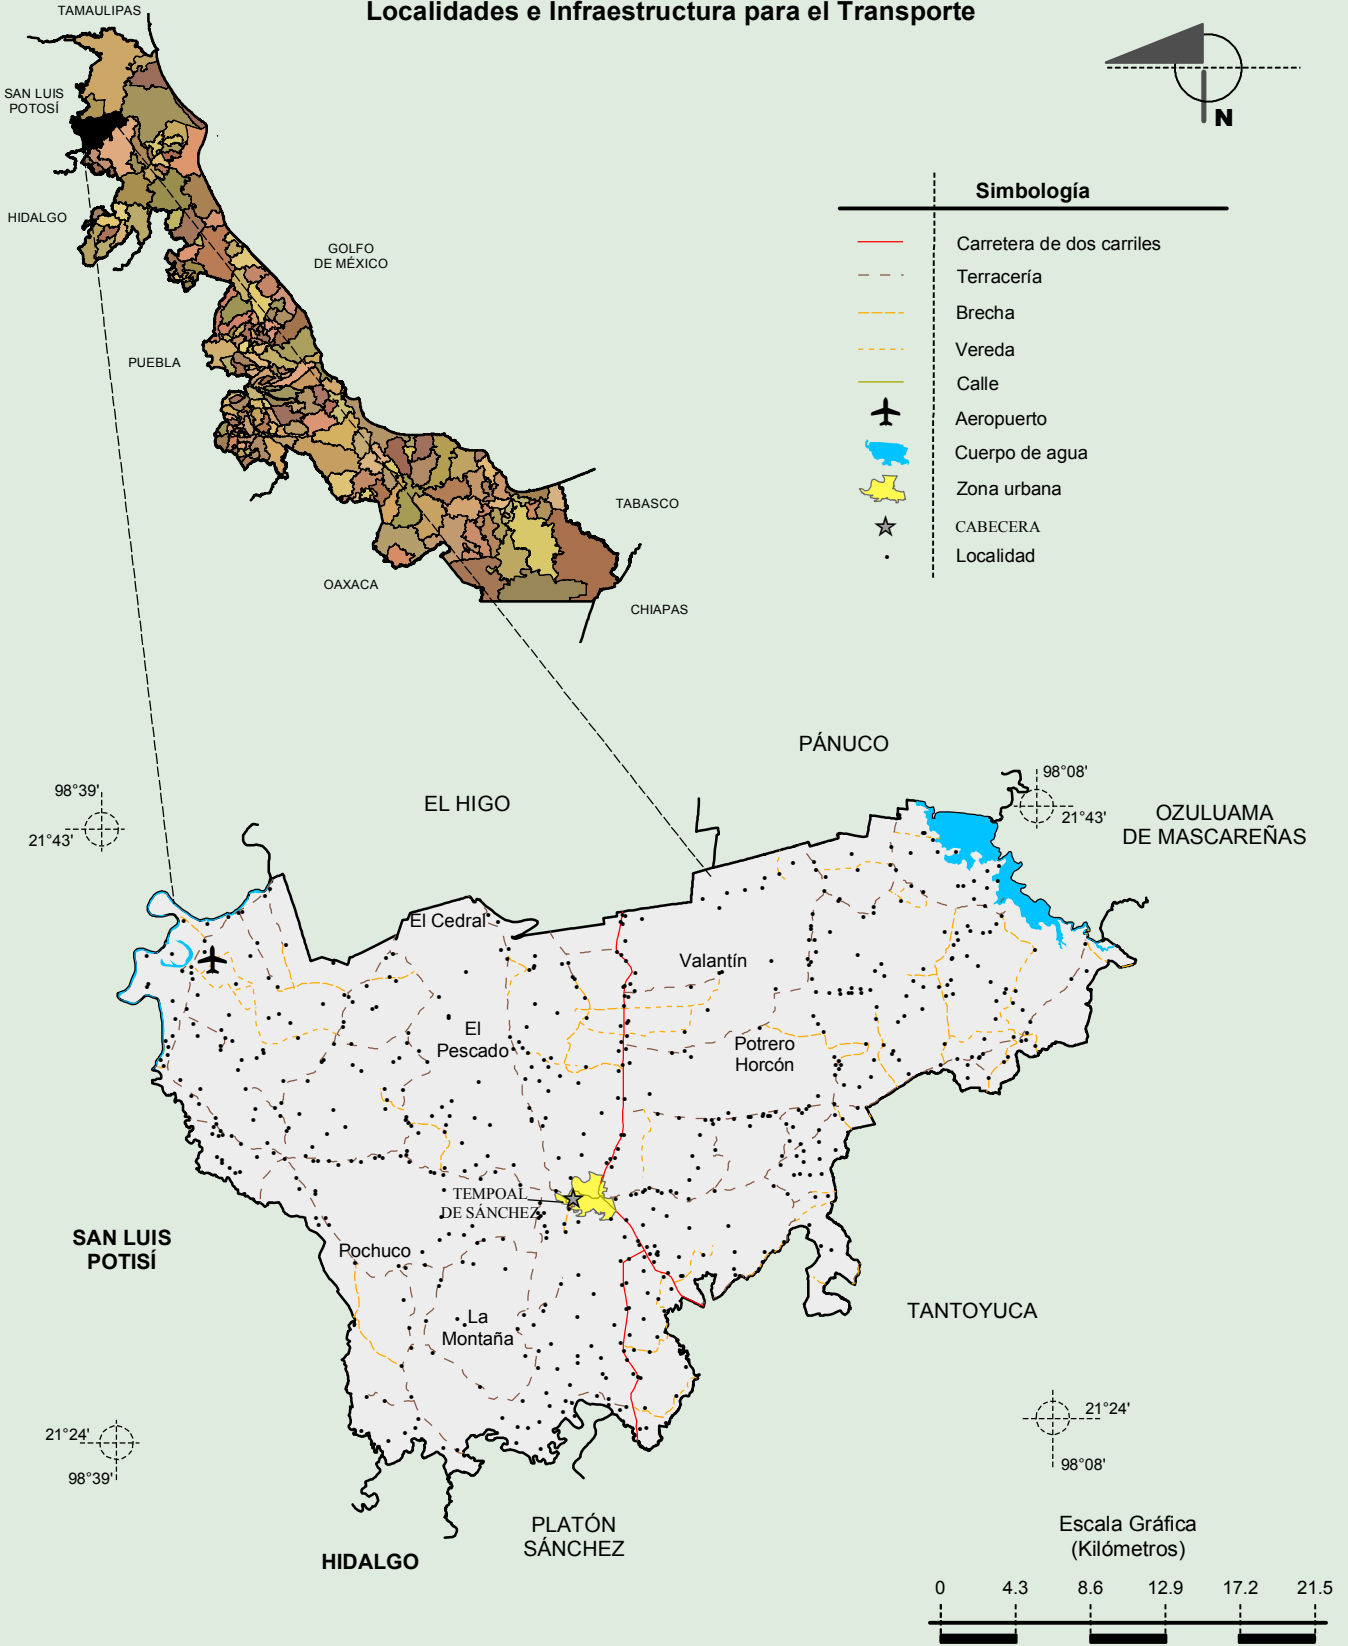 Localidades e Infraestructura para el Transporte
TAMAULIPAS
SAN LUIS
POTOSÍ
HIDALGO
GOLFO
DE MÉXICO
PUEBLA
TABASCO
OAXACA
CHIAPAS
N
Simbología
Carretera de dos carriles
Terracería
Brecha
Vereda
Calle
Aeropuerto
Cuerpo de agua
Zona urbana
CABECERA
Localidad
PÁNUCO
EL HIGO
OZULUAMA
DE MASCAREÑAS
98°39'
21°43'
98°08'
21°43'
El Cedral
Valantín
El
Pescado
Potrero
Horcón
TEMPOAL
DE SÁNCHEZ
SAN LUIS
POTISÍ
Pochuco
La
Montaña
TANTOYUCA
21°24'
98°39'
21°24'
98°08'
PLATÓN
SÁNCHEZ
HIDALGO
Escala Gráfica
(Kilómetros)
0 4.3 8.6 12.9 17.2 21.5